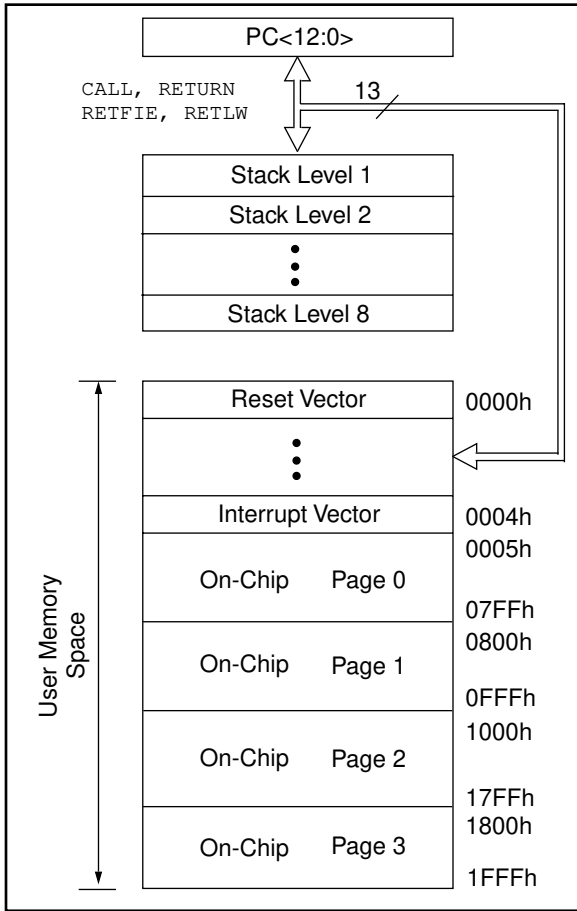 PC<12:0>
CALL, RETURN
RETFIE, RETLW
13
Stack Level 1
Stack Level 2
Stack Level 8
Reset Vector
0000h
Interrupt Vector
0004h
0005h
On-Chip Page 0
07FFh
0800h
On-Chip Page 1
0FFFh
1000h
On-Chip Page 2
17FFh
1800h
On-Chip Page 3
1FFFh
User Memory
Space